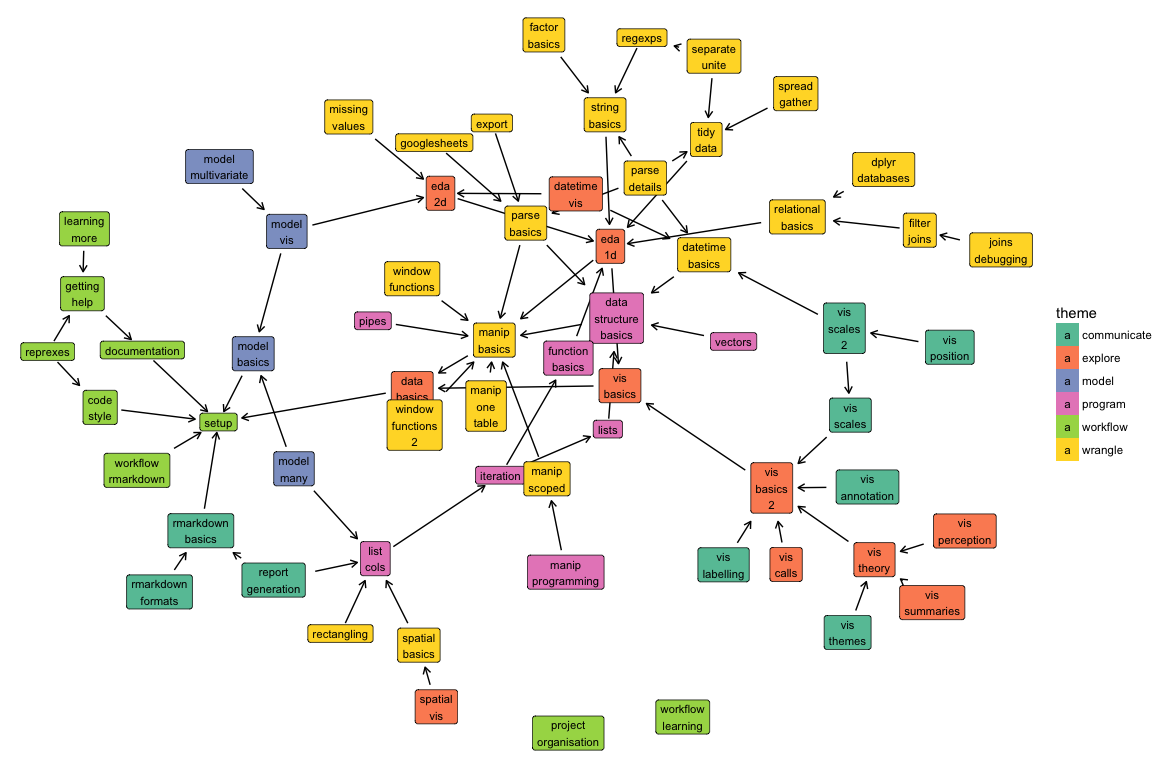 factor
basics
regexps
separate
unite
spread
gather
missing
values
export
googlesheets
string
basics
tidy
data
model
multivariate
dplyr
databases
eda
2d
datetime
vis
parse
details
learning
more
model
vis
parse
basics
relational
basics
filter
joins
joins
debugging
eda
1d
datetime
basics
getting
help
window
functions
pipes
manip
basics
data
structure
basics
vis
scales
2
theme
a communicate
a explore
a model
a program
a workflow
a wrangle
reprexes
documentation
model
basics
function
basics
vectors
vis
position
data
basics
window
functions
2
manip
one
table
vis
basics
code
style
setup
lists
vis
scales
workflow
rmarkdown
model
many
iteration
manip
scoped
vis
basics
2
vis
annotation
rmarkdown
basics
list
cols
vis
perception
rmarkdown
formats
report
generation
manip
programming
vis
labelling
vis
calls
vis
theory
vis
summaries
rectangling
spatial
basics
vis
themes
spatial
vis
project
organisation
workflow
learning